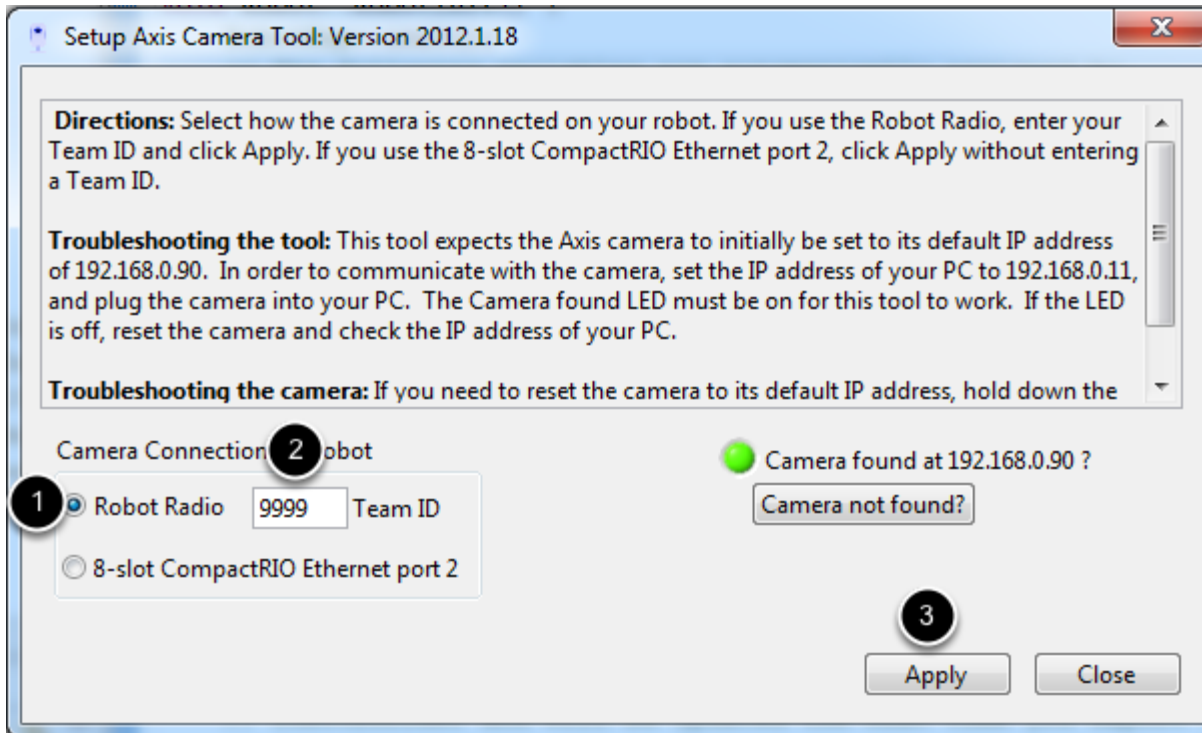 Setup Axis Camera Tool: Version 2012.1.18
Directions: Select how the camera is connected on your robot. If you use the Robot Radio, enter your
Team ID and click Apply. If you use the 8-slot CompactRIO Ethernet port 2, click Apply without entering
a Team ID.
Troubleshooting the tool: This tool expects the Axis camera to initially be set to its default IP address
of 192.168.0.90. In order to communicate with the camera, set the IP address of your PC to 192.168.0.11,
and plug the camera into your PC. The Camera found LED must be on for this tool to work. If the LED
is off, reset the camera and check the IP address of your PC.
Troubleshooting the camera: If you need to reset the camera to its default IP address, hold down the
Camera Connection 2 obot
1 Robot Radio 9999 Team ID
8-slot CompactRIO Ethernet port 2
Camera found at 192.168.0.90 ?
Camera not found?
3
Apply Close